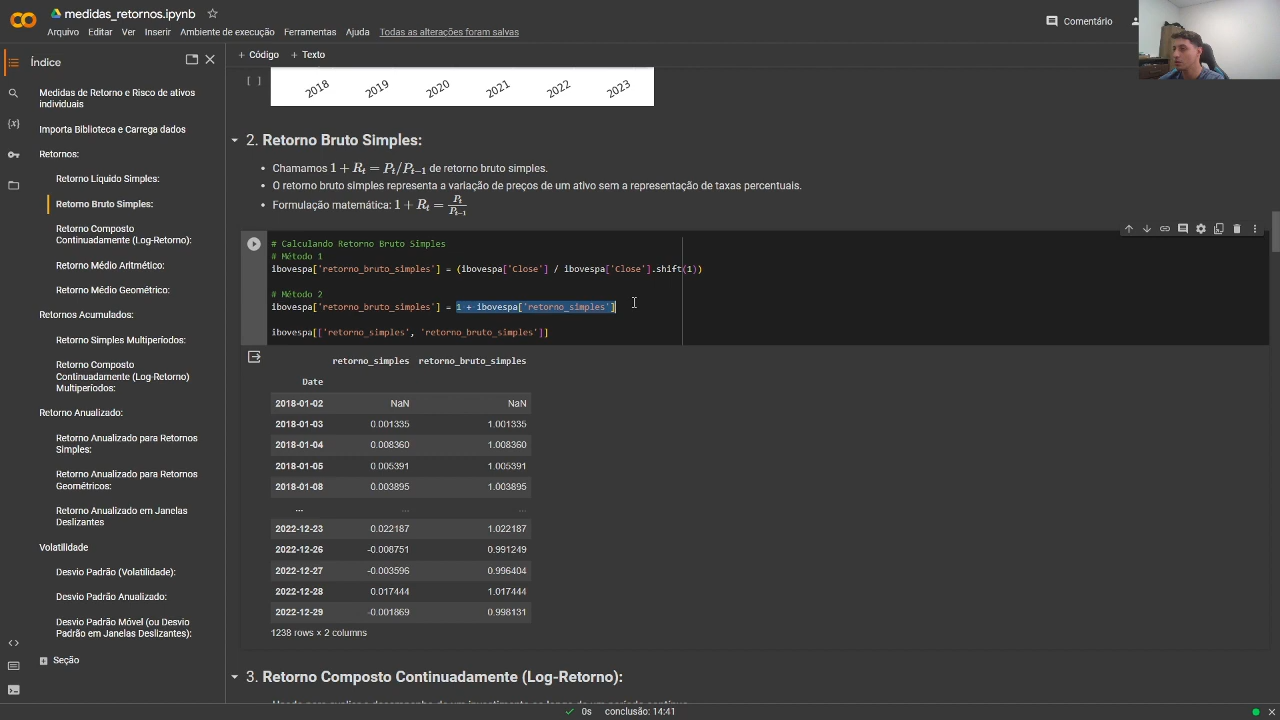 medidas_retornos.ipynb
Arquivo Editar Ver Inserir Ambiente de execução Ferramentas Ajuda Todas as alterações foram salvas
Comentário
Índice
+ Código + Texto
Medidas de Retorno e Risco de ativos
individuais
Importa Biblioteca e Carrega dados
Retornos:
Retorno Líquido Simples:
Retorno Bruto Simples:
Retorno Composto
Continuadamente (Log-Retorno):
Retorno Médio Aritmético:
Retorno Médio Geométrico:
Retornos Acumulados:
Retorno Simples Multiperíodos:
Retorno Composto
Continuadamente (Log-Retorno)
Multiperíodos:
Retorno Anualizado:
Retorno Anualizado para Retornos
Simples:
Retorno Anualizado para Retornos
Geométricos:
Retorno Anualizado em Janelas
Deslizantes
Volatilidade
Desvio Padrão (Volatilidade):
Desvio Padrão Anualizado:
Desvio Padrão Móvel (ou Desvio
Padrão em Janelas Deslizantes):
Seção
[ ]
2018 2019 2020 2021 2022 2023
2. Retorno Bruto Simples:
• Chamamos 1 + R_t = P_t/P_{t−1} de retorno bruto simples.
• O retorno bruto simples representa a variação de preços de um ativo sem a representação de taxas percentuais.
• Formulação matemática: 1 + R_t = P_t/P_{t−1}
# Calculando Retorno Bruto Simples
# Método 1
ibovespa['retorno_bruto_simples'] = (ibovespa['Close'] / ibovespa['Close'].shift(1))
# Método 2
ibovespa['retorno_bruto_simples'] = 1 + ibovespa['retorno_simples']
ibovespa[['retorno_simples', 'retorno_bruto_simples']]
retorno_simples retorno_bruto_simples
Date
2018-01-02 NaN NaN
2018-01-03 0.001335 1.001335
2018-01-04 0.008360 1.008360
2018-01-05 0.005391 1.005391
2018-01-08 0.003895 1.003895
... ... ...
2022-12-23 0.022187 1.022187
2022-12-26 -0.008751 0.991249
2022-12-27 -0.003596 0.996404
2022-12-28 0.017444 1.017444
2022-12-29 -0.001869 0.998131
1238 rows × 2 columns
3. Retorno Composto Continuadamente (Log-Retorno):
0s conclusão: 14:41